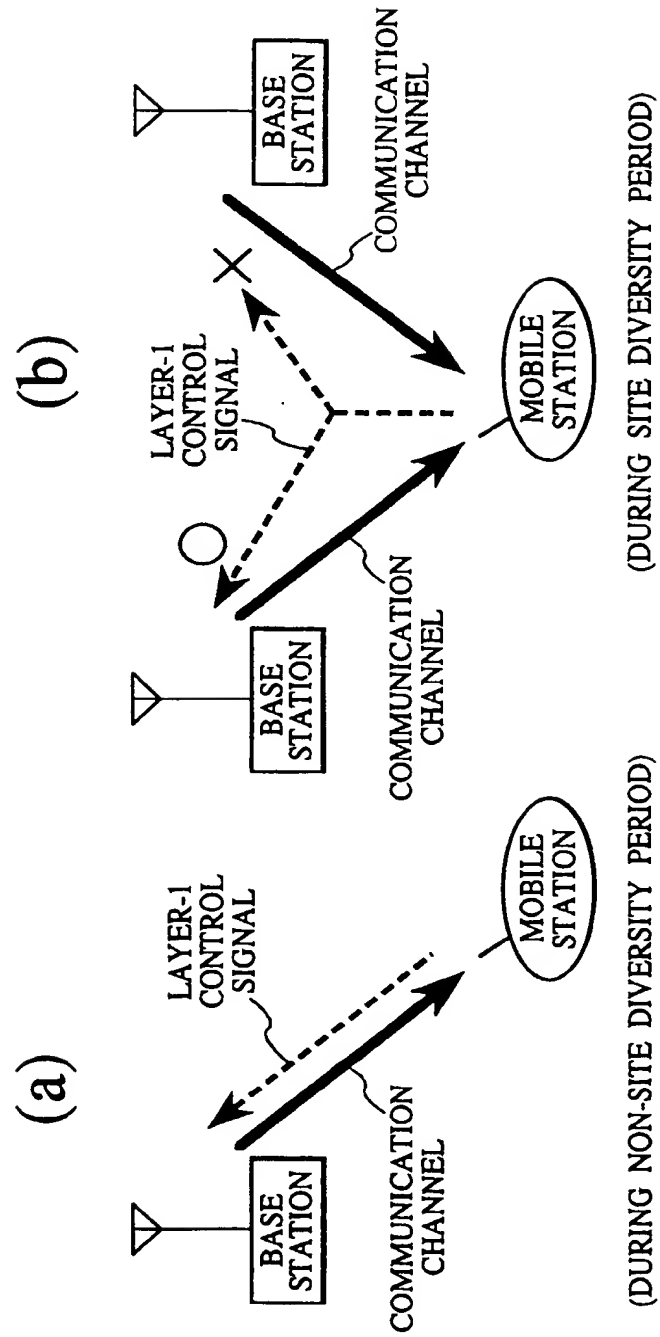 (a)
LAYER-1
CONTROL
SIGNAL
BASE
STATION
COMMUNICATION
CHANNEL
MOBILE
STATION
(DURING NON-SITE DIVERSITY PERIOD)
(b)
LAYER-1
CONTROL
SIGNAL
BASE
STATION
BASE
STATION
COMMUNICATION
CHANNEL
COMMUNICATION
CHANNEL
MOBILE
STATION
(DURING SITE DIVERSITY PERIOD)